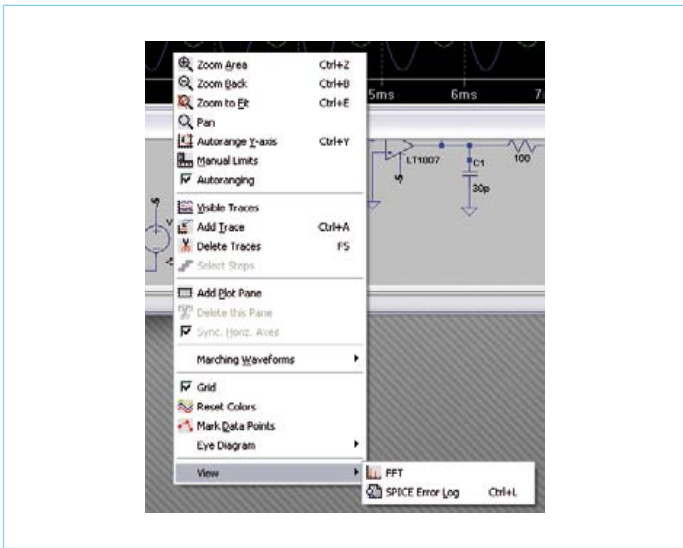 Zoom Area Ctrl+Z
Zoom Back Ctrl+B
Zoom to Fit Ctrl+E
Pan
Autorange Y-axis Ctrl+Y
Manual Limits
Autoranging
Visible Traces
Add Trace Ctrl+A
Delete Traces F5
Select Steps
Add Plot Pane
Delete this Pane
Sync. Horiz. Axes
Marching Waveforms
Grid
Reset Colors
Mark Data Points
Eye Diagram
View
FFT
SPICE Error Log Ctrl+L
5ms 6ms 7
LT1007
C1
30p
100